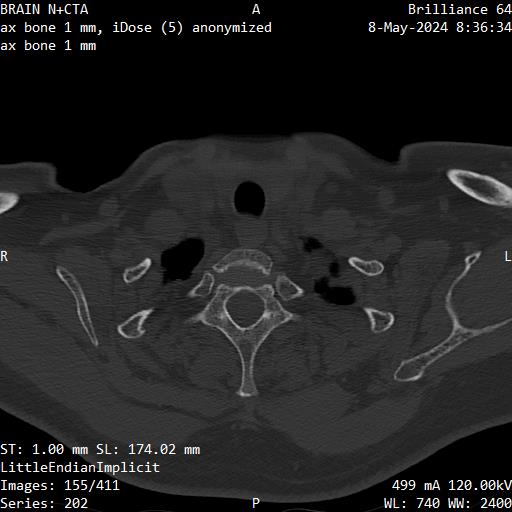 BRAIN N+CTA
ax bone 1 mm, iDose (5) anonymized
ax bone 1 mm
A
Brilliance 64
8-May-2024 8:36:34
R
L
ST: 1.00 mm SL: 174.02 mm
LittleEndianImplicit
Images: 155/411
Series: 202
P
499 mA 120.00kV
WL: 740 WW: 2400